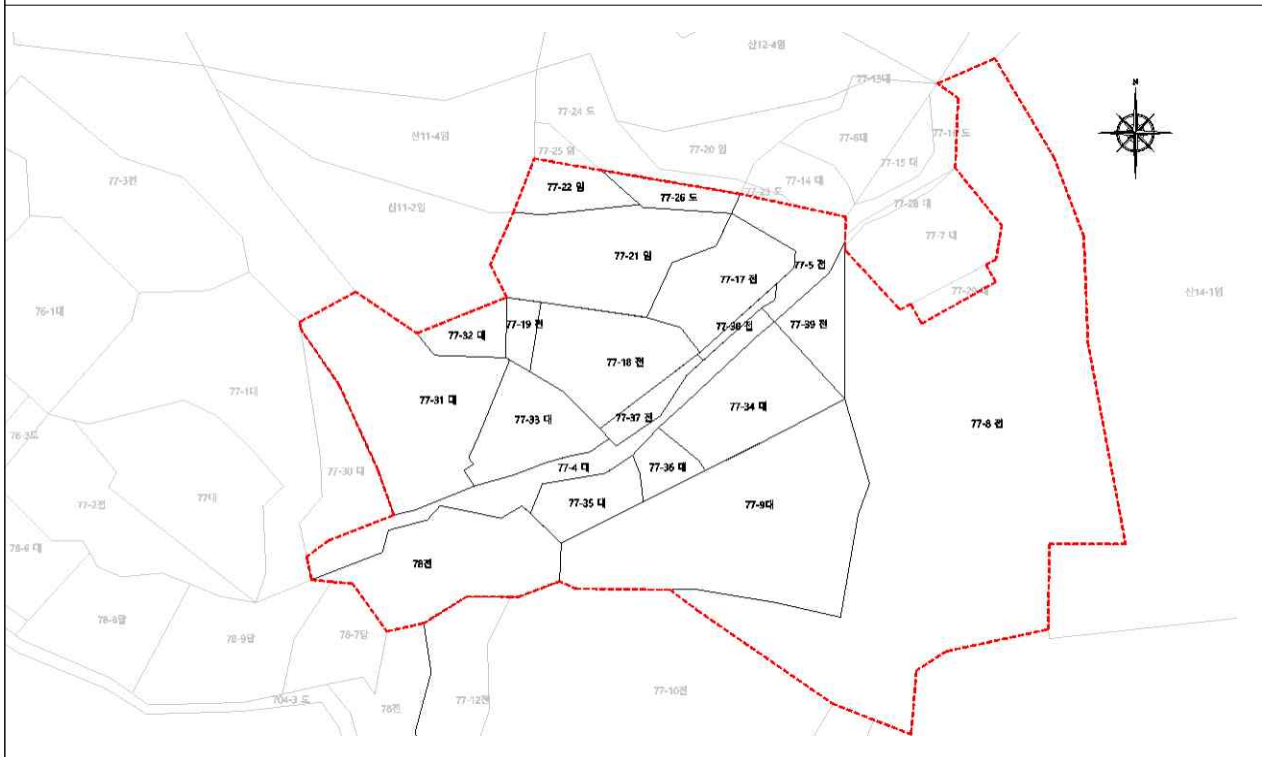 산12-4임
77-13대
N
77-24 도
77-6대
77-16 도
산11-4임
77-20 임
77-25 임
77-15 대
77-3전
77-14 대
77-22 임
77-23 도
77-26 도
77-28 대
산11-2임
77-7 대
77-21 임
77-5 전
77-17 전
산14-1임
76-1대
77-19 전
77-38 전
77-39 전
77-32 대
77-18 전
77-1대
77-31 대
77-34 대
77-33 대
77-37 전
77-8 전
77-4 대
77-36 대
77-30 대
77대
77-2전
77-35 대
77-9대
78-6 대
78전
78-8답
78-9답
78-7답
77-10전
704-3 도
78전
77-12전